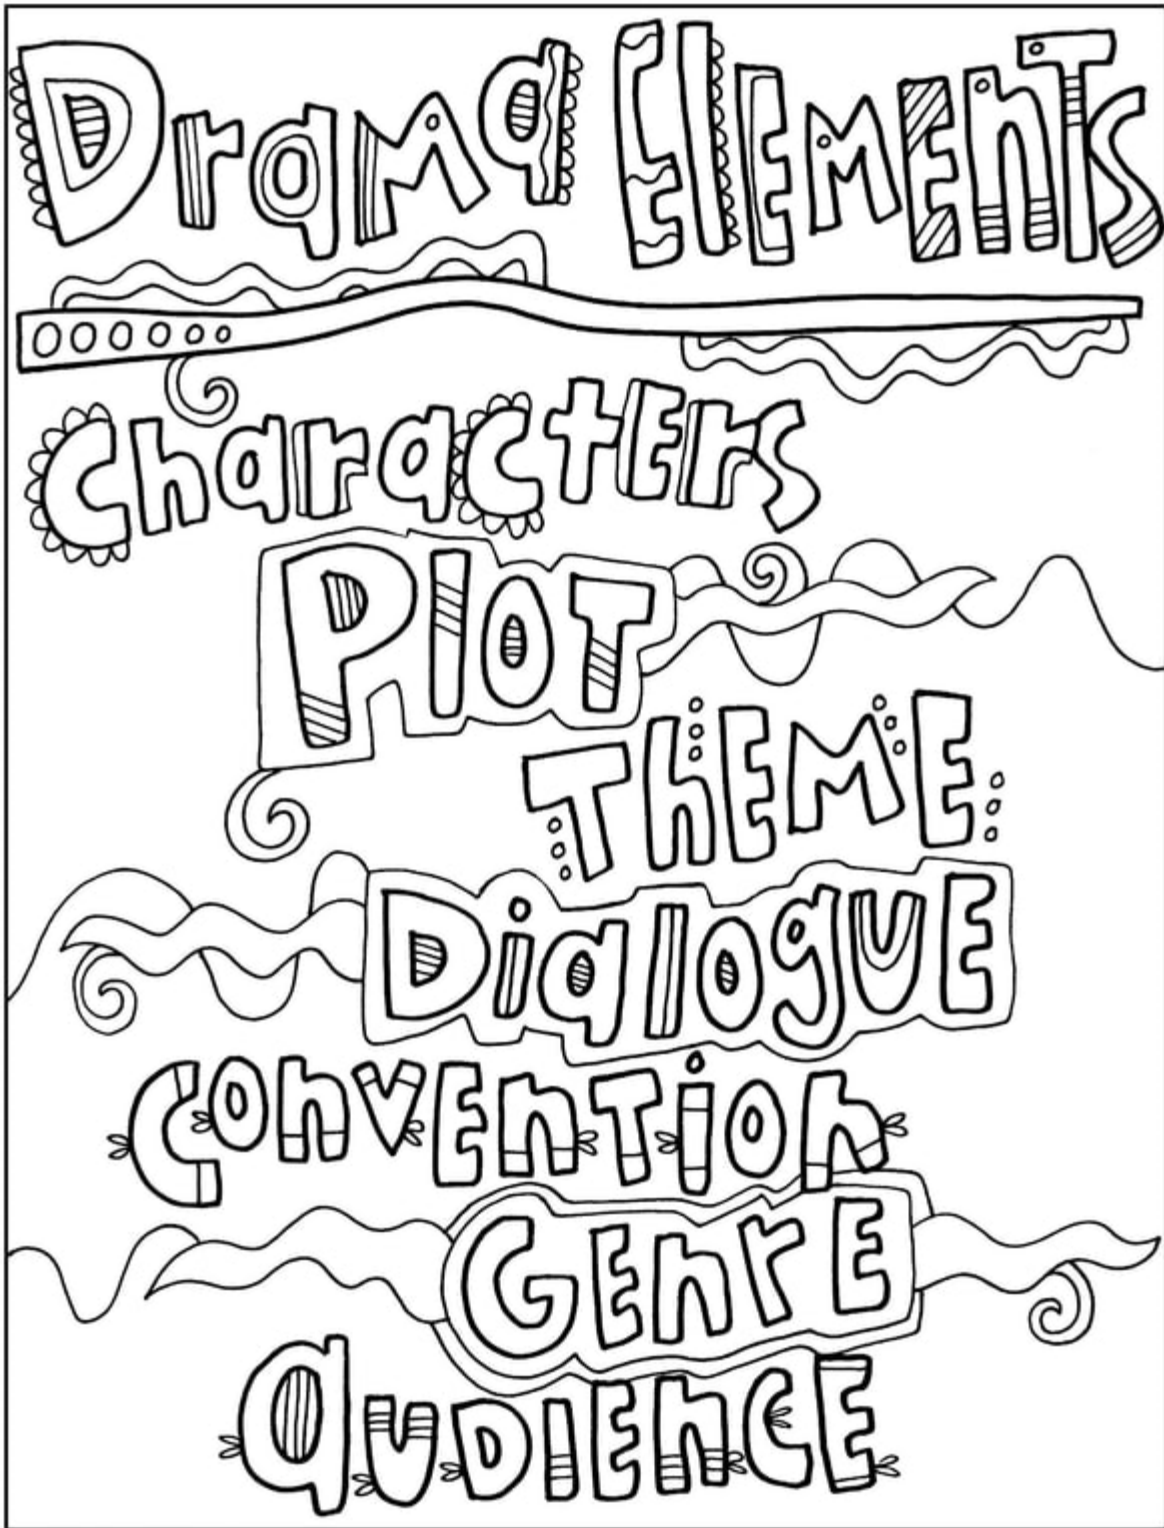 Drama Elements
Characters
Plot
Theme
Dialogue
Convention
Genre
Audience